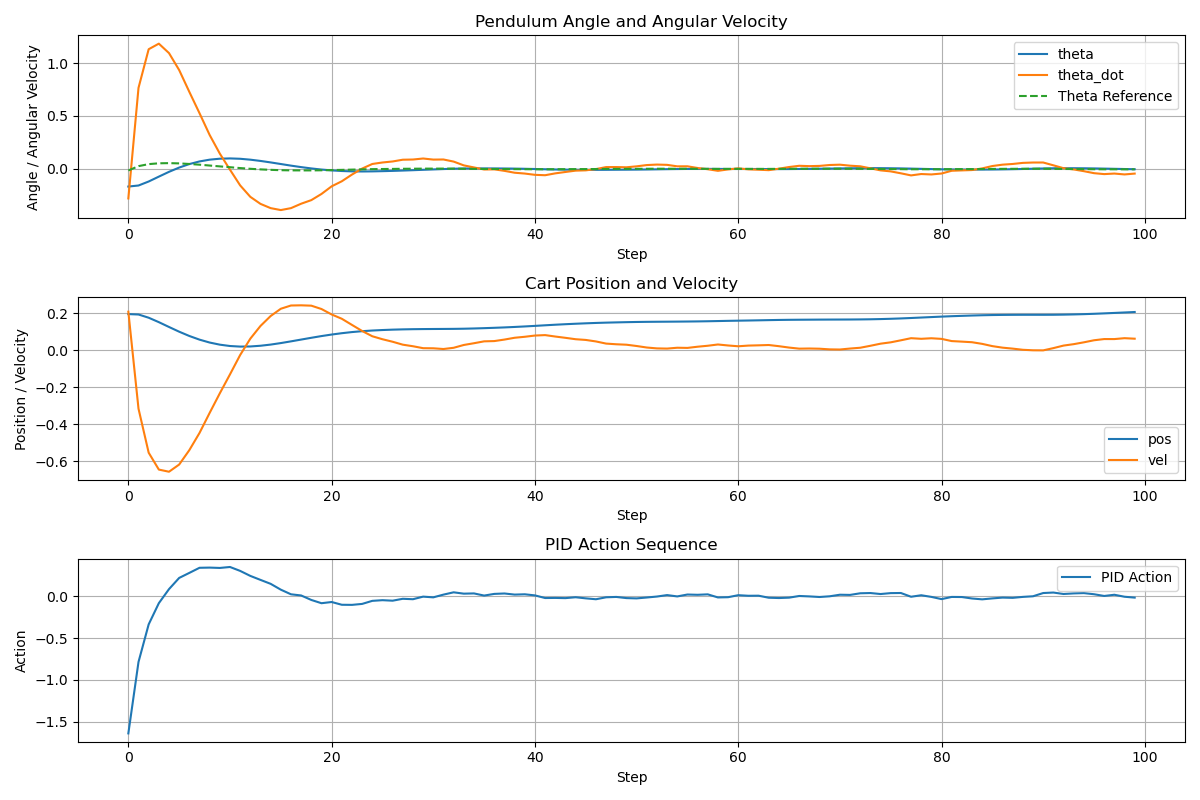 Pendulum Angle and Angular Velocity
Angle / Angular Velocity
1.0
0.5
0.0
theta
theta_dot
Theta Reference
0 20 40 60 80 100
Step
Cart Position and Velocity
Position / Velocity
0.2
0.0
−0.2
−0.4
−0.6
pos
vel
0 20 40 60 80 100
Step
PID Action Sequence
Action
0.0
−0.5
−1.0
−1.5
PID Action
0 20 40 60 80 100
Step